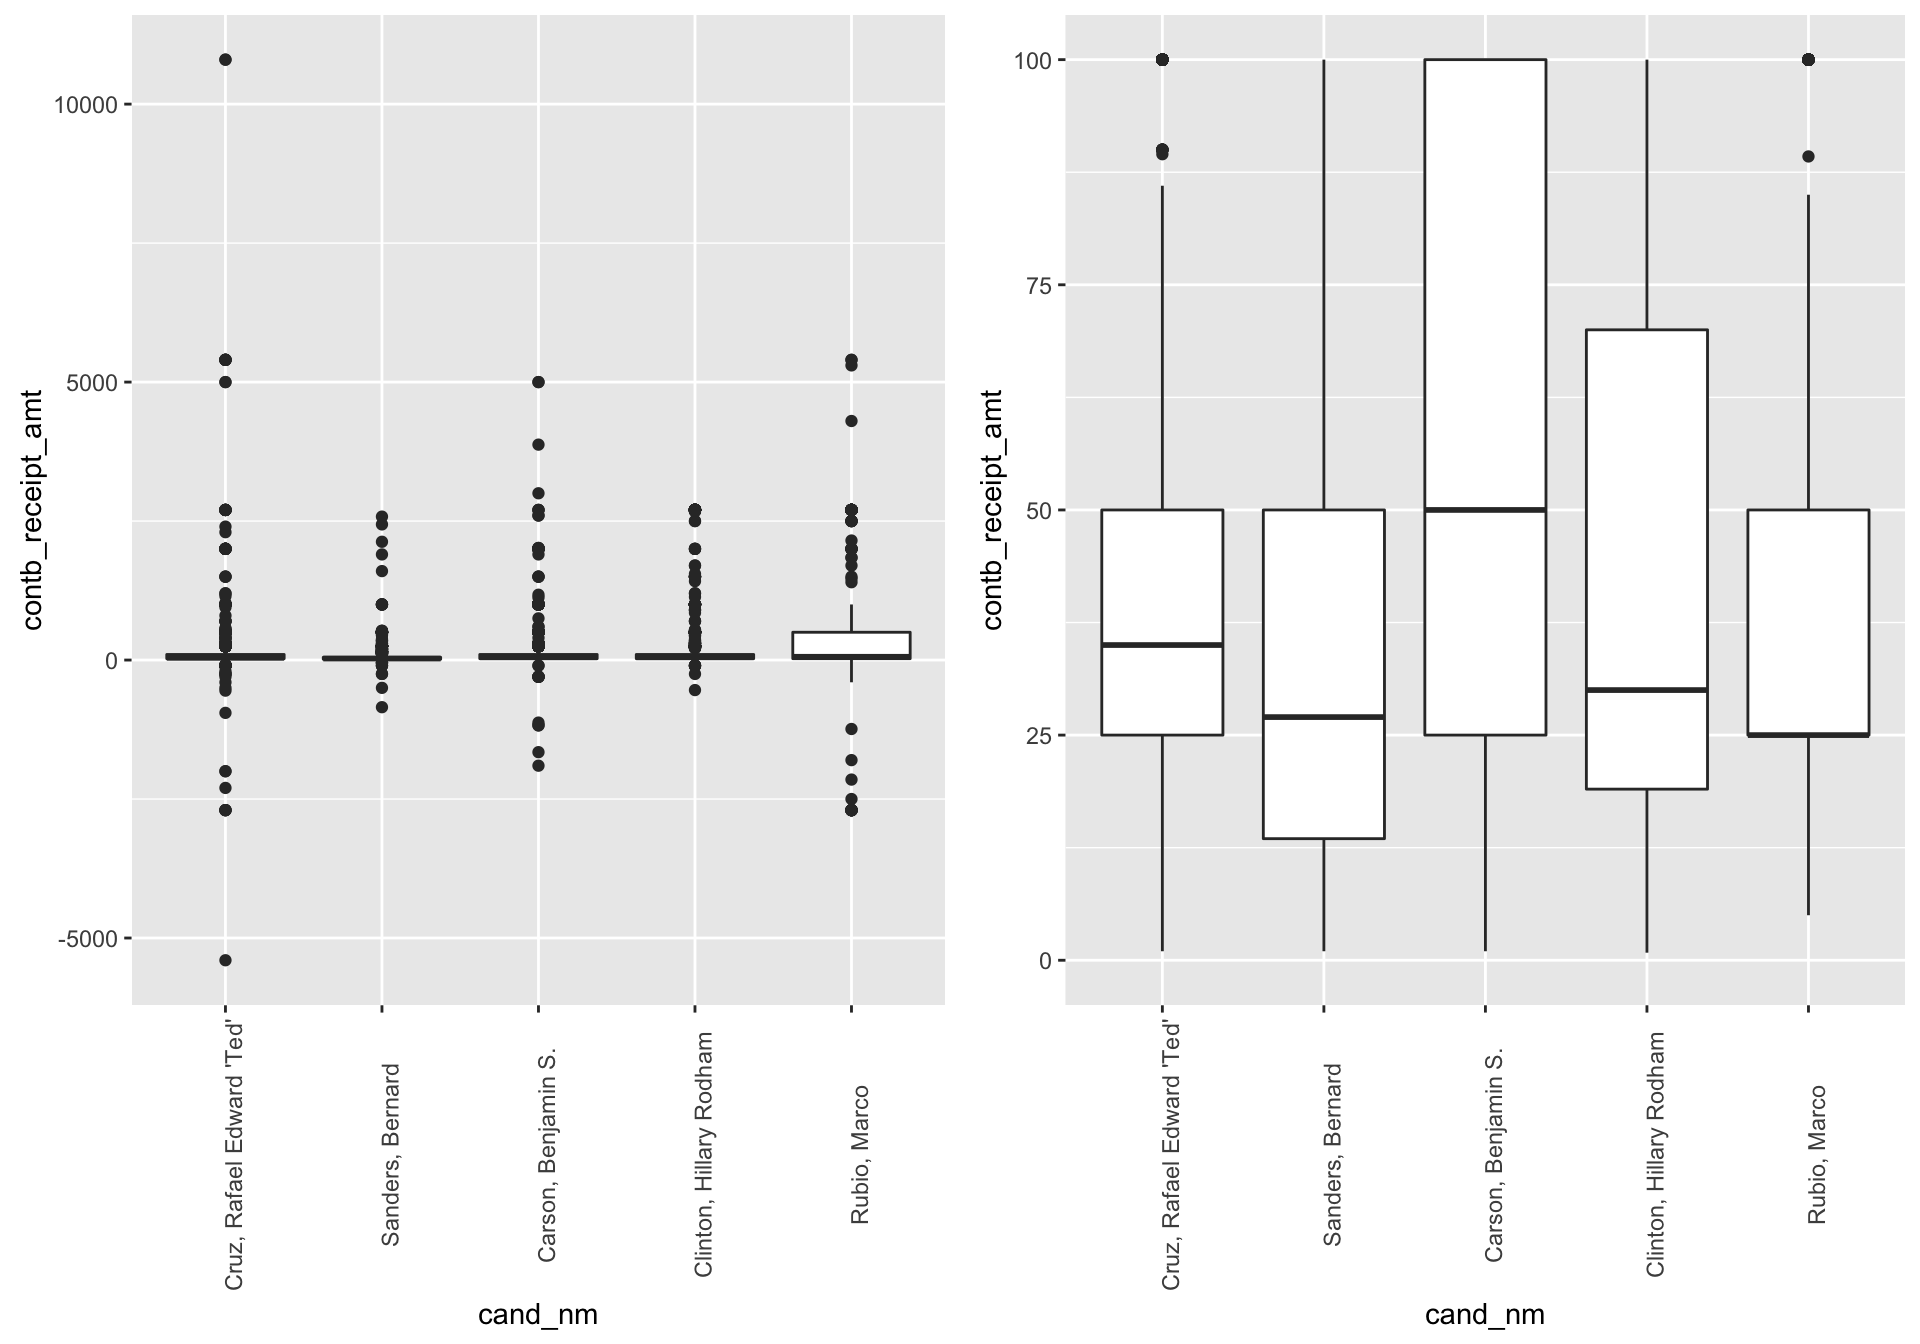 contb_receipt_amt
10000
5000
0
-5000
Cruz, Rafael Edward 'Ted'
Sanders, Bernard
Carson, Benjamin S.
Clinton, Hillary Rodham
Rubio, Marco
cand_nm
contb_receipt_amt
100
75
50
25
0
Cruz, Rafael Edward 'Ted'
Sanders, Bernard
Carson, Benjamin S.
Clinton, Hillary Rodham
Rubio, Marco
cand_nm